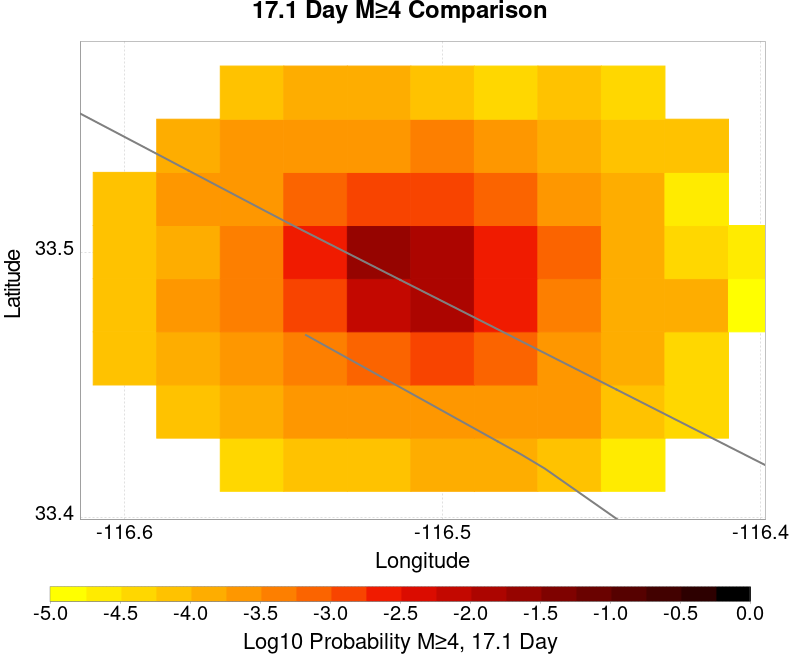 17.1 Day M≥4 Comparison
Latitude
33.5
33.4
-116.6 -116.5 -116.4
Longitude
-5.0 -4.5 -4.0 -3.5 -3.0 -2.5 -2.0 -1.5 -1.0 -0.5 0.0
Log10 Probability M≥4, 17.1 Day